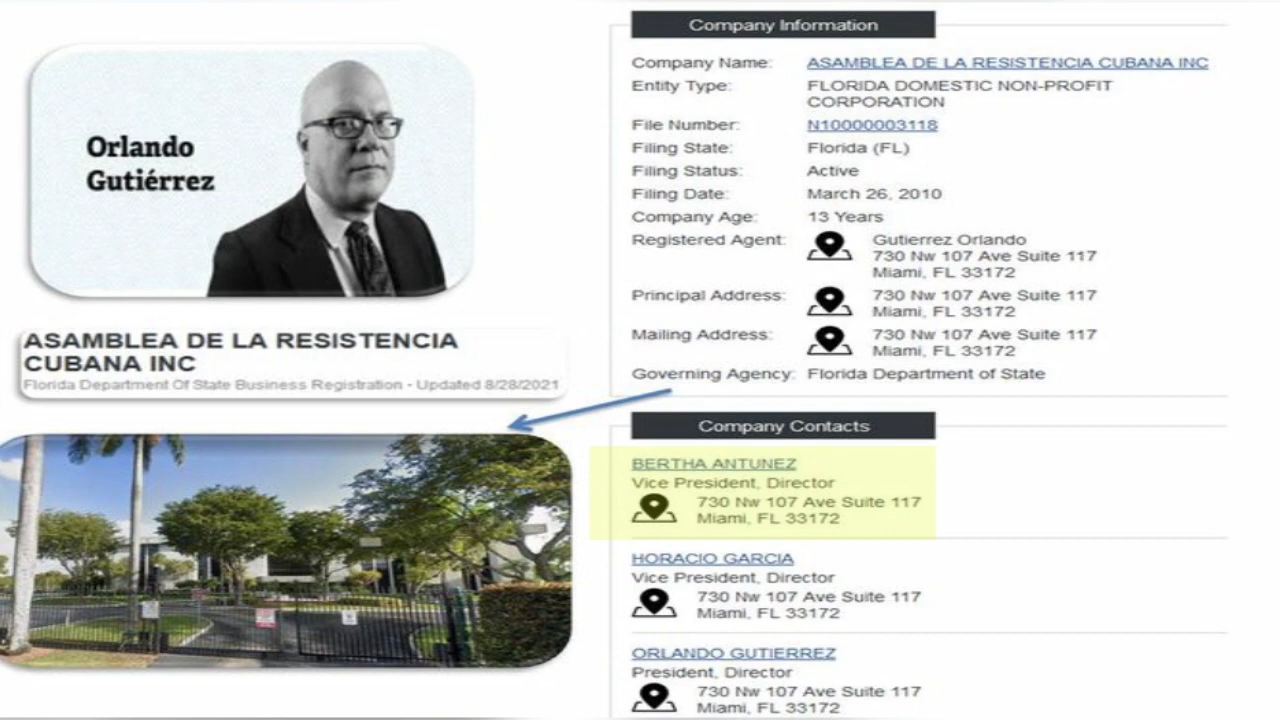 Orlando
Gutiérrez
ASAMBLEA DE LA RESISTENCIA
CUBANA INC
Florida Department Of State Business Registration - Updated 8/28/2021
Company Information
Company Name: ASAMBLEA DE LA RESISTENCIA CUBANA INC
Entity Type: FLORIDA DOMESTIC NON-PROFIT
CORPORATION
File Number: N10000003118
Filing State: Florida (FL)
Filing Status: Active
Filing Date: March 26, 2010
Company Age: 13 Years
Registered Agent: Gutierrez Orlando
730 Nw 107 Ave Suite 117
Miami, FL 33172
Principal Address: 730 Nw 107 Ave Suite 117
Miami, FL 33172
Mailing Address: 730 Nw 107 Ave Suite 117
Miami, FL 33172
Governing Agency: Florida Department of State
Company Contacts
BERTHA ANTUNEZ
Vice President, Director
730 Nw 107 Ave Suite 117
Miami, FL 33172
HORACIO GARCIA
Vice President, Director
730 Nw 107 Ave Suite 117
Miami, FL 33172
ORLANDO GUTIERREZ
President, Director
730 Nw 107 Ave Suite 117
Miami, FL 33172